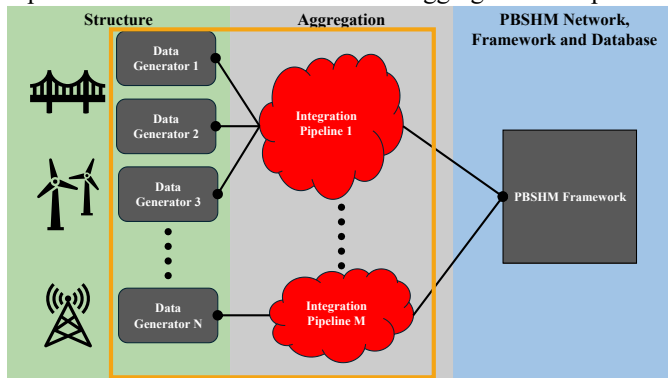 Structure
Aggregation
PBSHM Network,
Framework and Database
Data
Generator 1
Data
Generator 2
Data
Generator 3
Data
Generator N
Integration
Pipeline 1
Integration
Pipeline M
PBSHM Framework